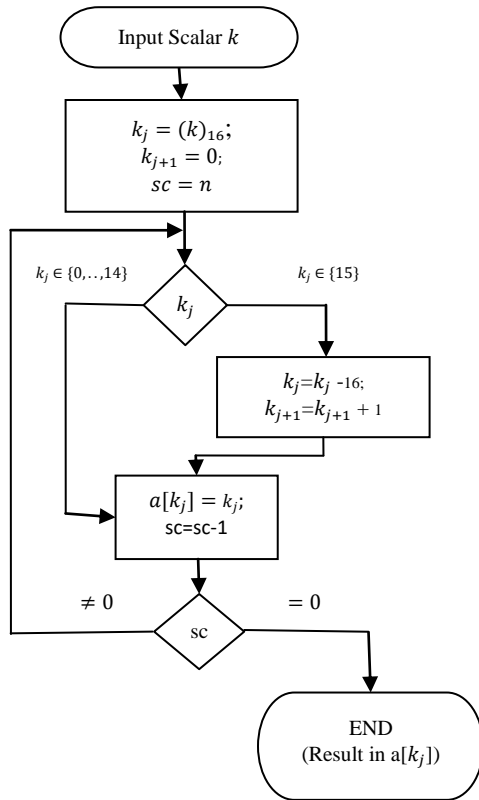 Input Scalar k
k_j = (k)_16;
k_{j+1} = 0;
sc = n
k_j ∈ {0,..,14}
k_j ∈ {15}
k_j
k_j=k_j -16;
k_{j+1}=k_{j+1} + 1
a[k_j] = k_j;
sc=sc-1
≠ 0
= 0
sc
END
(Result in a[k_j])